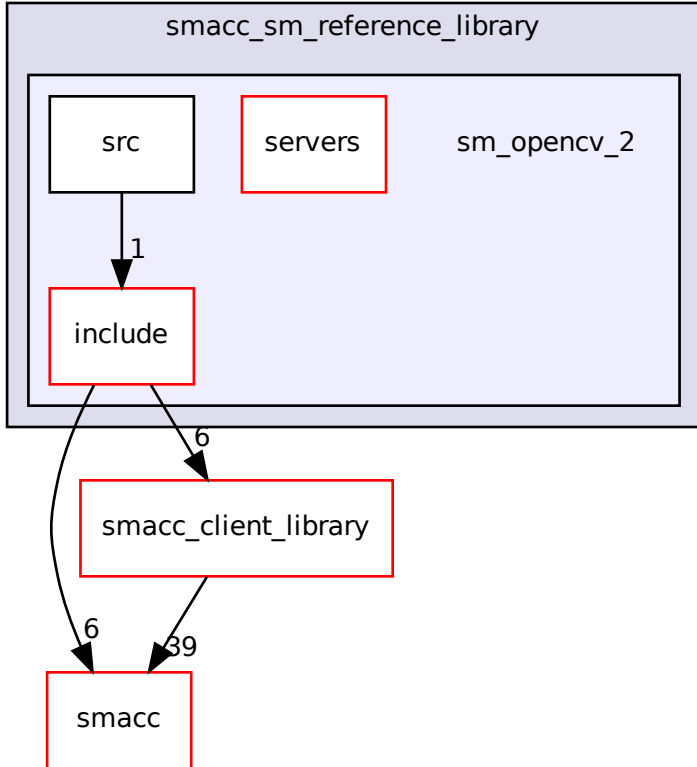 smacc_sm_reference_library
src
servers
sm_opencv_2
1
include
6
smacc_client_library
6
39
smacc